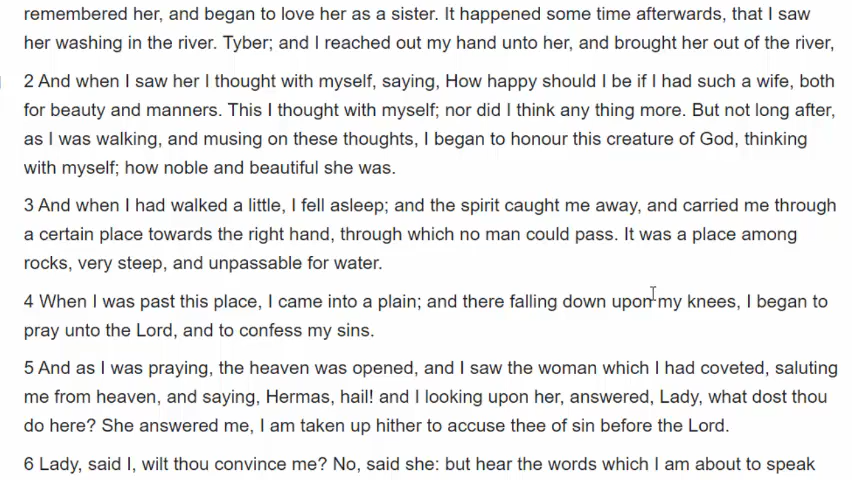 remembered her, and began to love her as a sister. It happened some time afterwards, that I saw
her washing in the river. Tyber; and I reached out my hand unto her, and brought her out of the river,
2 And when I saw her I thought with myself, saying, How happy should I be if I had such a wife, both
for beauty and manners. This I thought with myself; nor did I think any thing more. But not long after,
as I was walking, and musing on these thoughts, I began to honour this creature of God, thinking
with myself; how noble and beautiful she was.
3 And when I had walked a little, I fell asleep; and the spirit caught me away, and carried me through
a certain place towards the right hand, through which no man could pass. It was a place among
rocks, very steep, and unpassable for water.
4 When I was past this place, I came into a plain; and there falling down upon my knees, I began to
pray unto the Lord, and to confess my sins.
5 And as I was praying, the heaven was opened, and I saw the woman which I had coveted, saluting
me from heaven, and saying, Hermas, hail! and I looking upon her, answered, Lady, what dost thou
do here? She answered me, I am taken up hither to accuse thee of sin before the Lord.
6 Lady, said I, wilt thou convince me? No, said she: but hear the words which I am about to speak